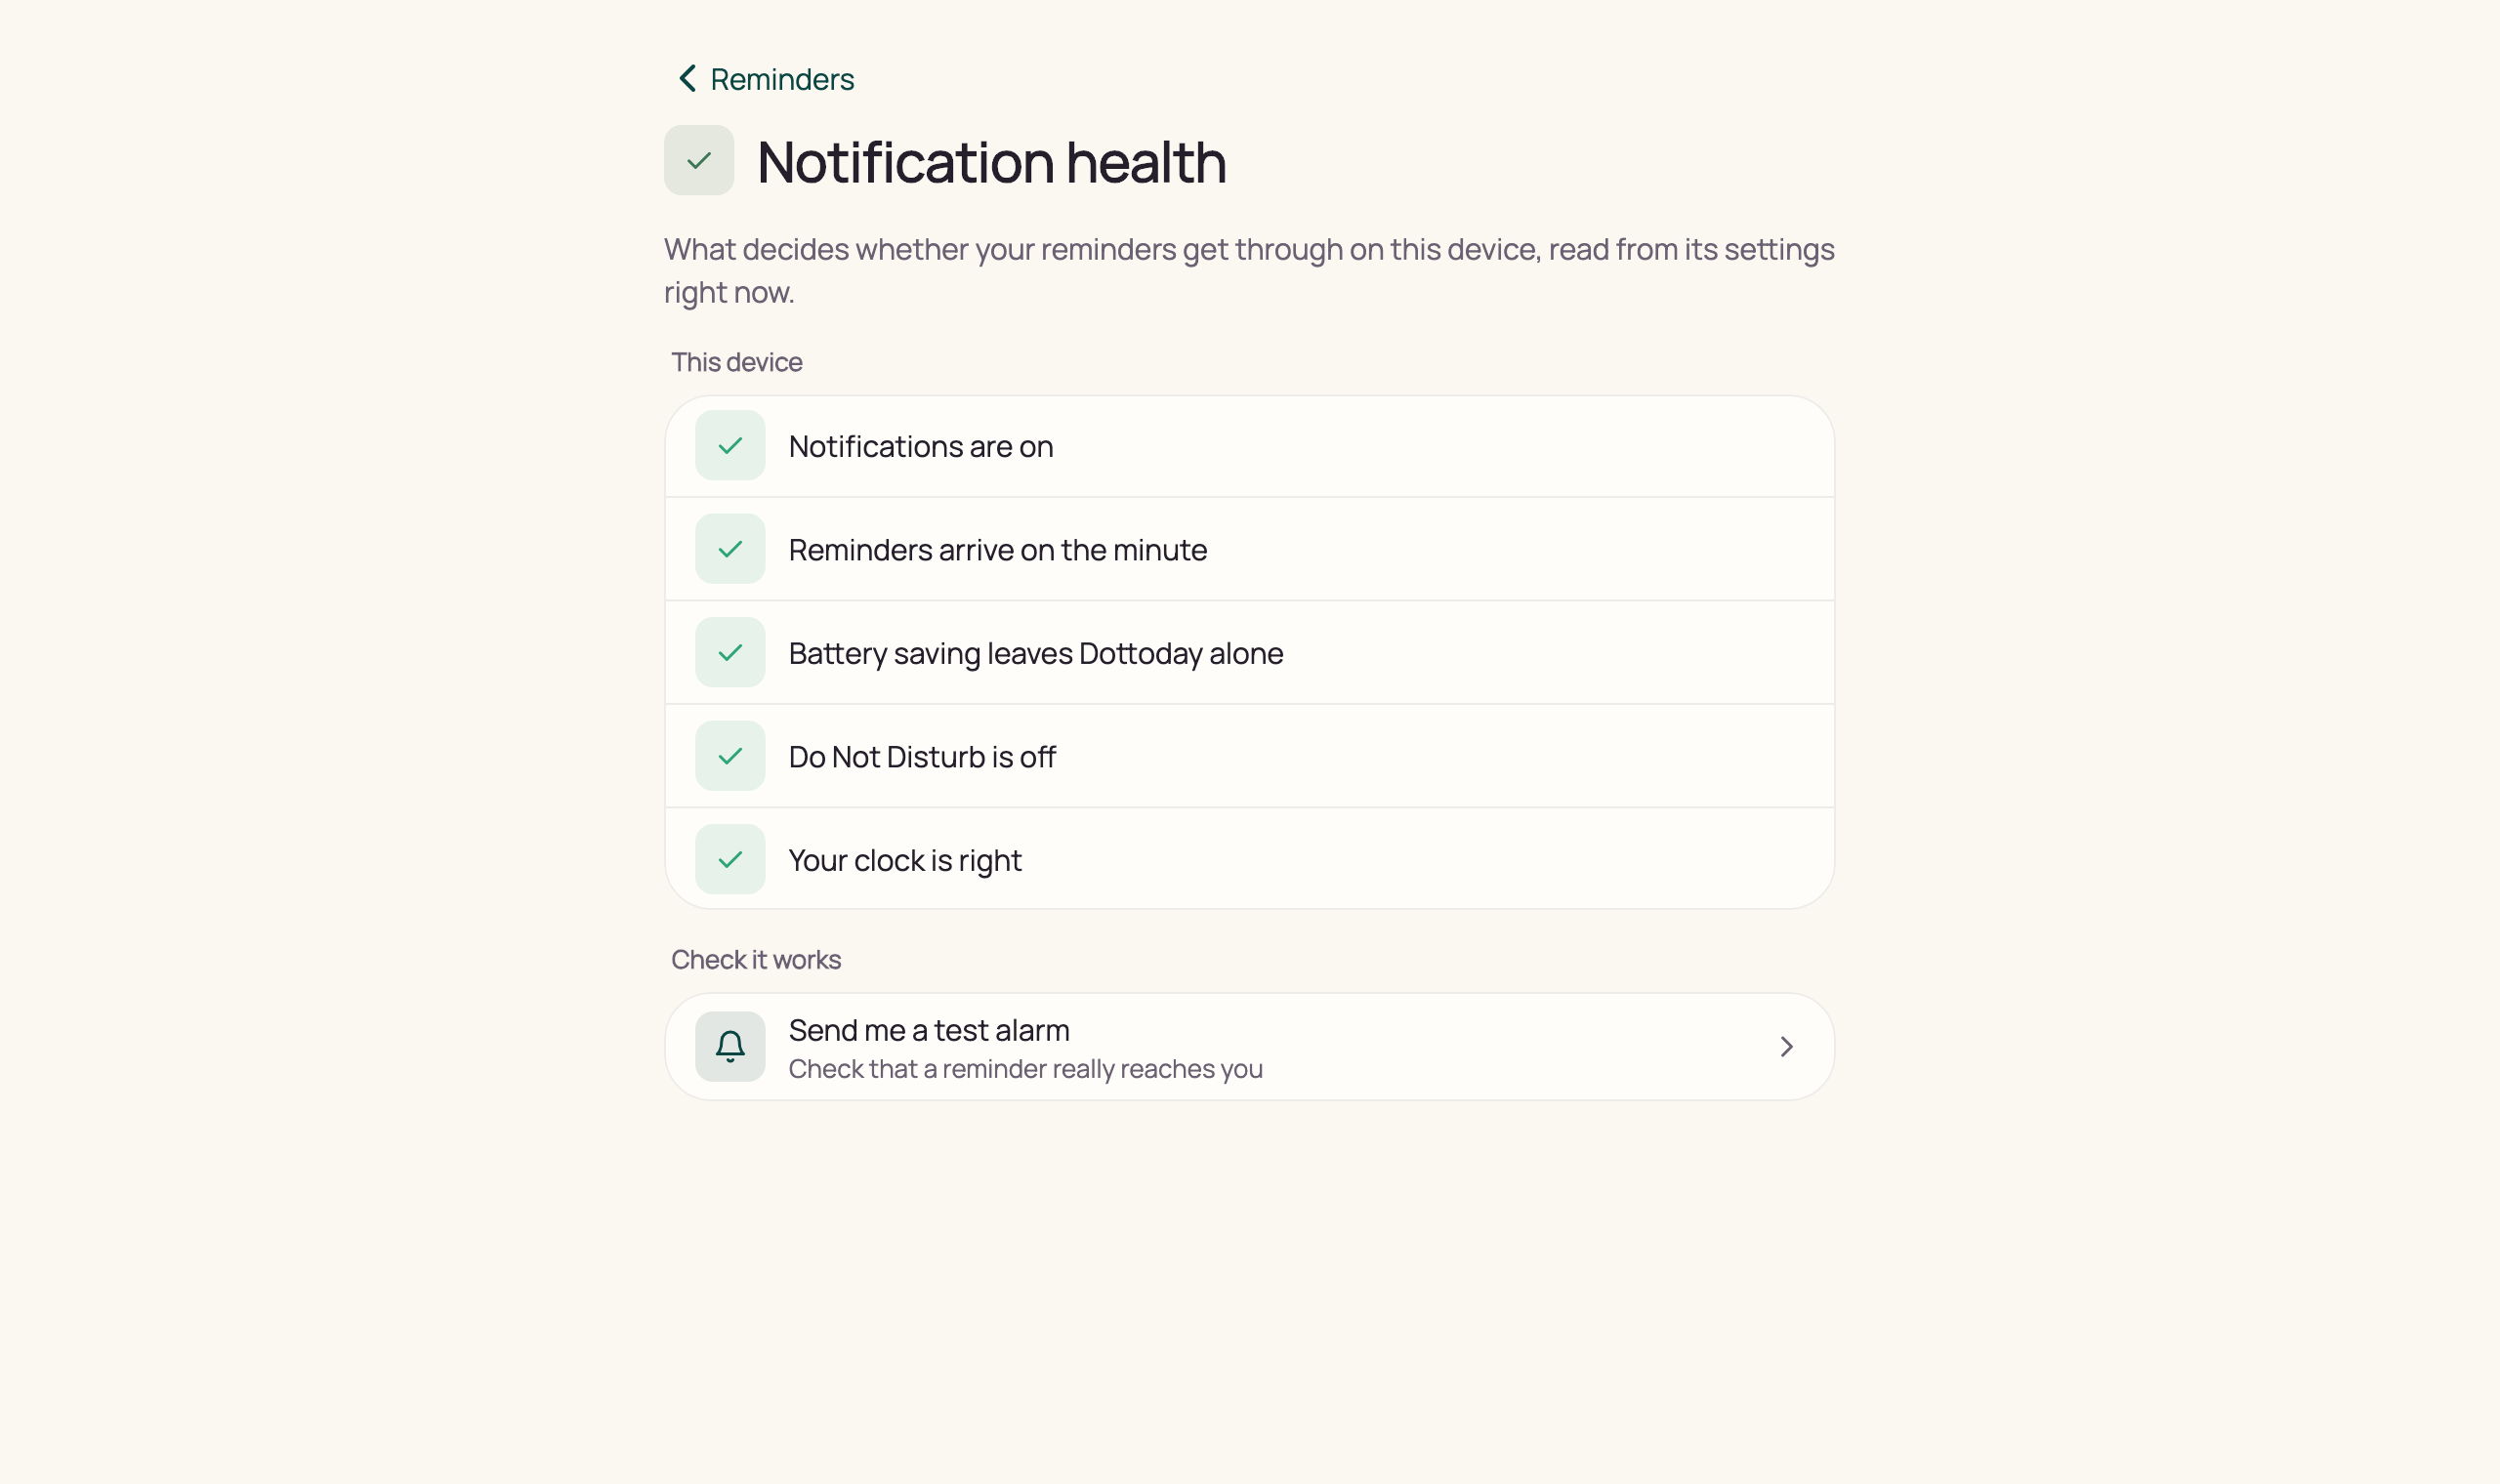 Reminders
Notification health
What decides whether your reminders get through on this device, read from its settings
right now.
This device
Notifications are on
Reminders arrive on the minute
Battery saving leaves Dottoday alone
Do Not Disturb is off
Your clock is right
Check it works
Send me a test alarm
Check that a reminder really reaches you